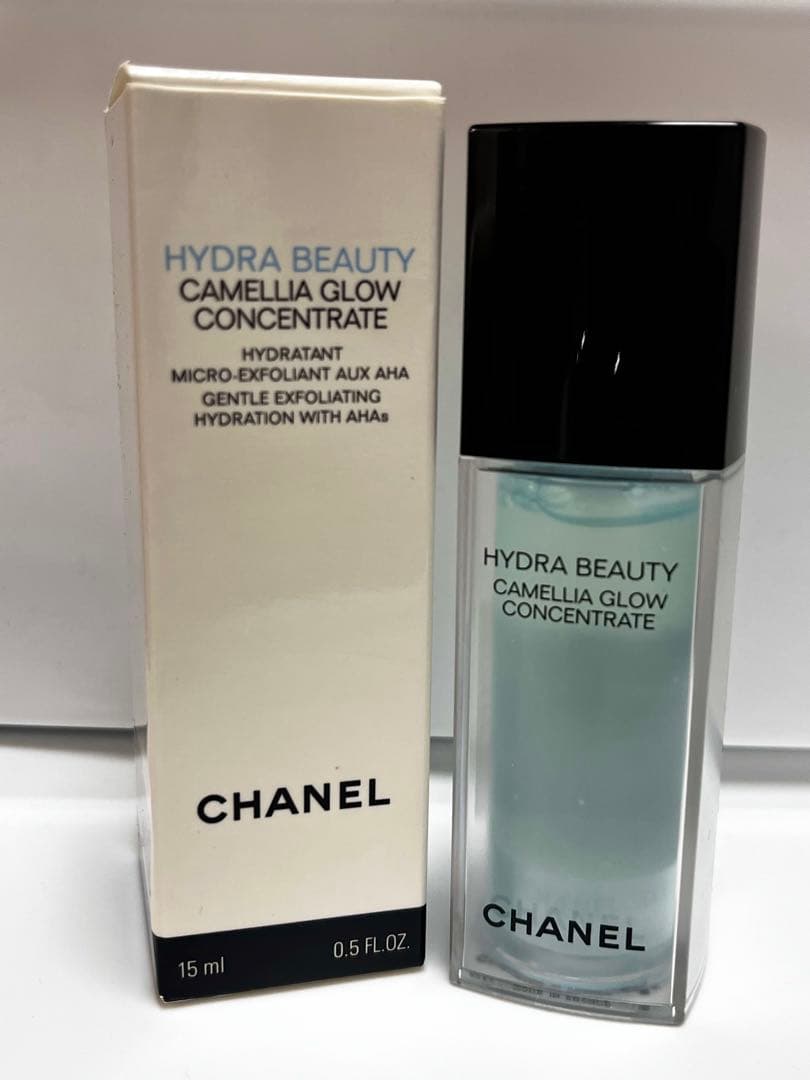 HYDRA BEAUTY
CAMELLIA GLOW
CONCENTRATE
HYDRATANT
MICRO-EXFOLIANT AUX AHA
GENTLE EXFOLIATING
HYDRATION WITH AHAs
CHANEL
15 ml
0.5 FL.OZ.
HYDRA BEAUTY
CAMELLIA GLOW
CONCENTRATE
CHANEL